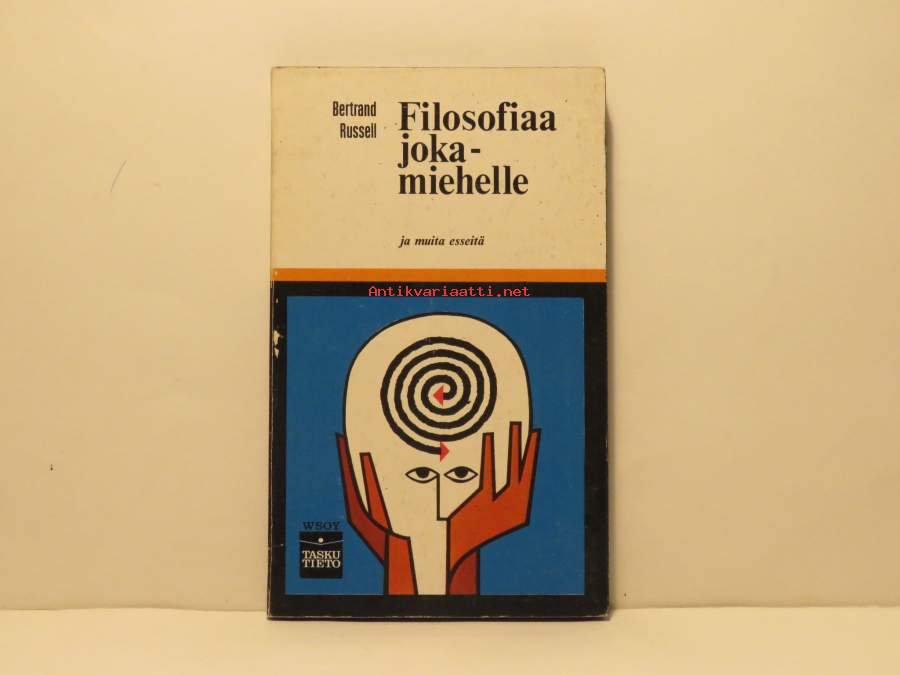 Bertrand
Russell
Filosofiaa
joka-
miehelle
ja muita esseitä
Antikvariaatti.net
WSOY
TASKU
TIETO